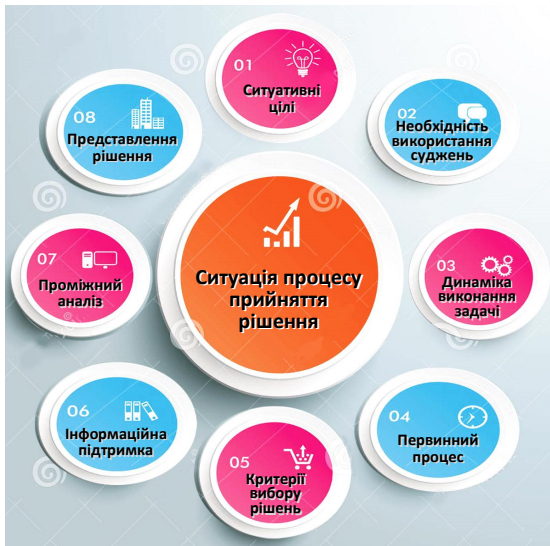 01
Ситуативні
цілі
02
Необхідність
використання
суджень
03
Динаміка
виконання
задачі
04
Первинний
процес
05
Критерії
вибору
рішень
06
Інформаційна
підтримка
07
Проміжний
аналіз
08
Представлення
рішення
Ситуація процесу
прийняття
рішення